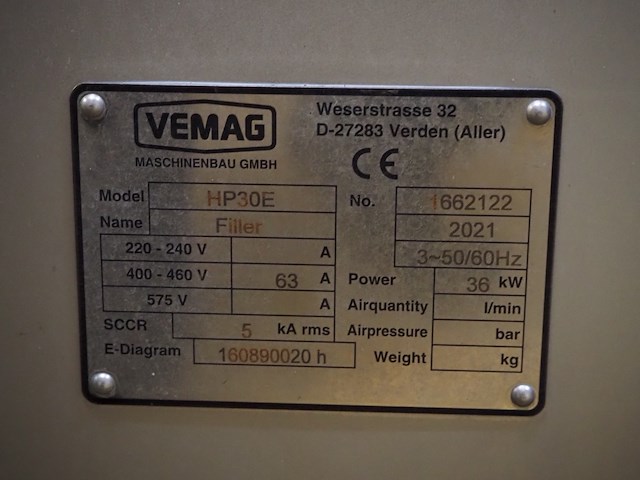 VEMAG
MASCHINENBAU GMBH
Weserstrasse 32
D-27283 Verden (Aller)
CE
Model HP30E
Name Filler
220 - 240 V A
400 - 460 V 63 A
575 V A
SCCR 5 kA rms
E-Diagram 160890020 h
No. 1662122
2021
3~50/60Hz
Power 36 kW
Airquantity l/min
Airpressure bar
Weight kg